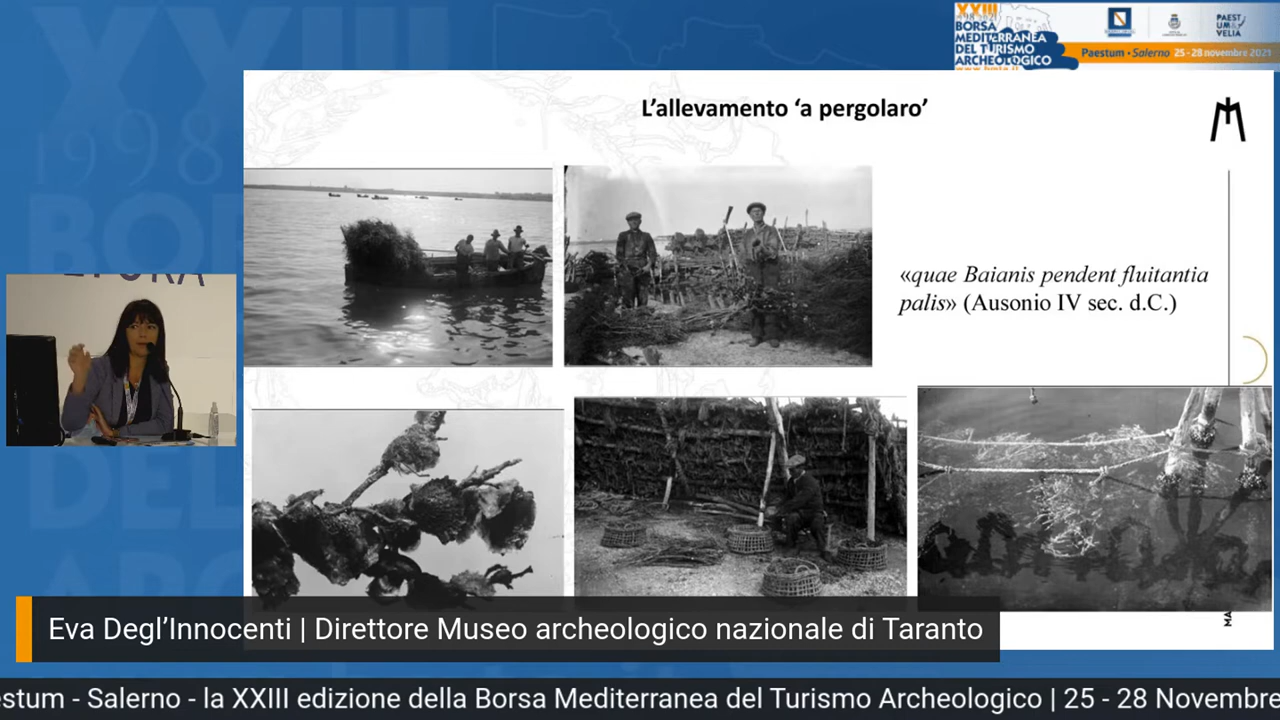 XXIII
BORSA
MEDITERRANEA
DEL TURISMO
ARCHEOLOGICO
PAEST
UM&
VELIA
Paestum • Salerno 25 - 28 novembre 2021
L'allevamento 'a pergolaro'
«quae Baianis pendent fluitantia
palis» (Ausonio IV sec. d.C.)
Eva Degl'Innocenti | Direttore Museo archeologico nazionale di Taranto
estum - Salerno - la XXIII edizione della Borsa Mediterranea del Turismo Archeologico | 25 - 28 Novembre